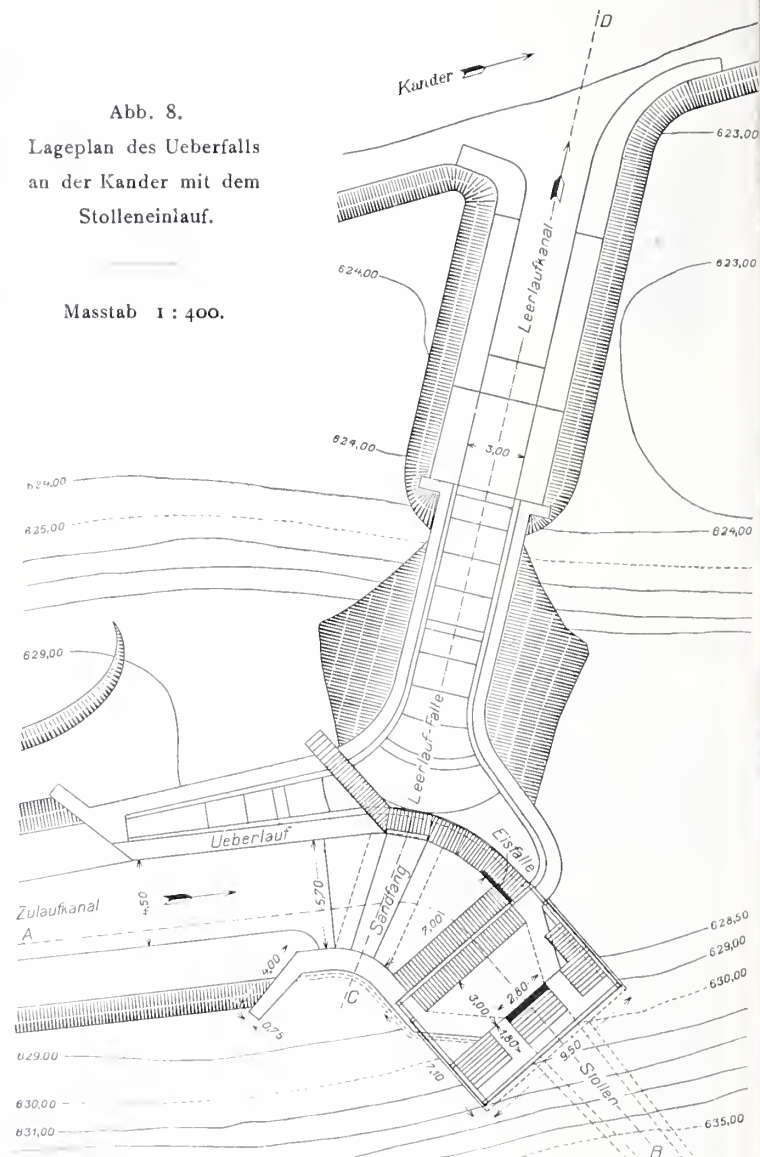 Abb. 8.
Lageplan des Ueberfalls
an der Kander mit dem
Stolleneinlauf.
Masstab 1 : 400.
Kander
D
623,00
624,00
623,00
Leerlaufkanal
624,00
3,00
624,00
625,00
624,00
629,00
Leerlauf-Falle
Ueberlauf
Eisfalle
Zulaufkanal
A
4,50
5,70
Sandfang
7,00
628,50
629,00
630,00
4,00
C
0,75
2,80
3,00
1,80
9,50
Stollen
7,10
629,00
630,00
631,00
635,00
B